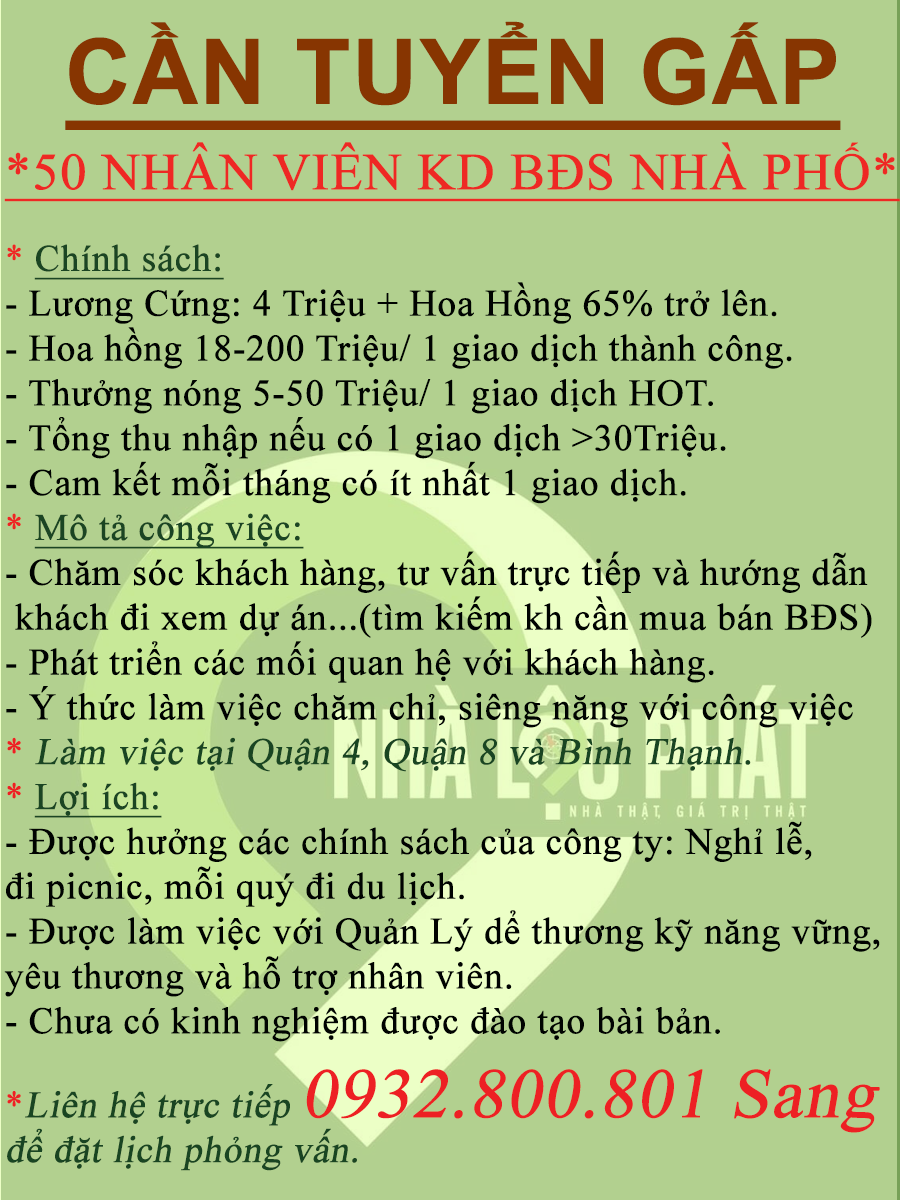 CẦN TUYỂN GẤP
*50 NHÂN VIÊN KD BĐS NHÀ PHỐ*
* Chính sách:
- Lương Cứng: 4 Triệu + Hoa Hồng 65% trở lên.
- Hoa hồng 18-200 Triệu/ 1 giao dịch thành công.
- Thưởng nóng 5-50 Triệu/ 1 giao dịch HOT.
- Tổng thu nhập nếu có 1 giao dịch >30Triệu.
- Cam kết mỗi tháng có ít nhất 1 giao dịch.
* Mô tả công việc:
- Chăm sóc khách hàng, tư vấn trực tiếp và hướng dẫn
khách đi xem dự án...(tìm kiếm kh cần mua bán BĐS)
- Phát triển các mối quan hệ với khách hàng.
- Ý thức làm việc chăm chỉ, siêng năng với công việc
* Làm việc tại Quận 4, Quận 8 và Bình Thạnh.
NHÀ LỘC PHÁT
NHÀ THẬT, GIÁ TRỊ THẬT
* Lợi ích:
- Được hưởng các chính sách của công ty: Nghỉ lễ,
đi picnic, mỗi quý đi du lịch.
- Được làm việc với Quản Lý dể thương kỹ năng vững,
yêu thương và hỗ trợ nhân viên.
- Chưa có kinh nghiệm được đào tạo bài bản.
*Liên hệ trực tiếp 0932.800.801 Sang
để đặt lịch phỏng vấn.